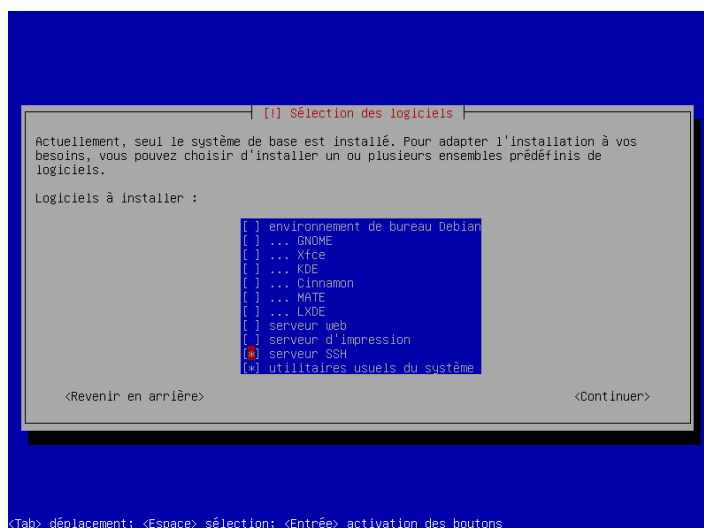 [!] Sélection des logiciels
Actuellement, seul le système de base est installé. Pour adapter l'installation à vos
besoins, vous pouvez choisir d'installer un ou plusieurs ensembles prédéfinis de
logiciels.
Logiciels à installer :
[ ] environnement de bureau Debian
[ ] ... GNOME
[ ] ... Xfce
[ ] ... KDE
[ ] ... Cinnamon
[ ] ... MATE
[ ] ... LXDE
[ ] serveur web
[ ] serveur d'impression
[*] serveur SSH
[*] utilitaires usuels du système
<Revenir en arrière> <Continuer>
<Tab> déplacement; <Espace> sélection; <Entrée> activation des boutons